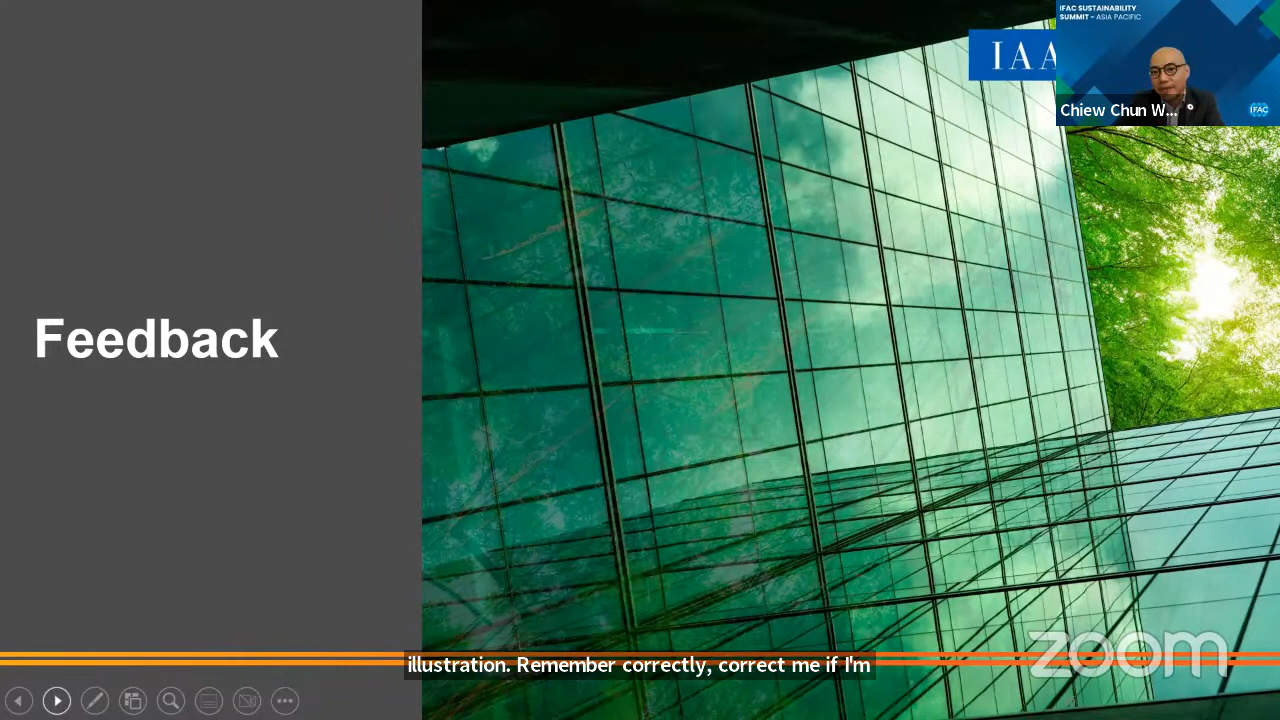 IFAC SUSTAINABILITY
SUMMIT - ASIA PACIFIC
IAA
Chiew Chun W...
IFAC
Feedback
illustration. Remember correctly, correct me if I'm
zoom